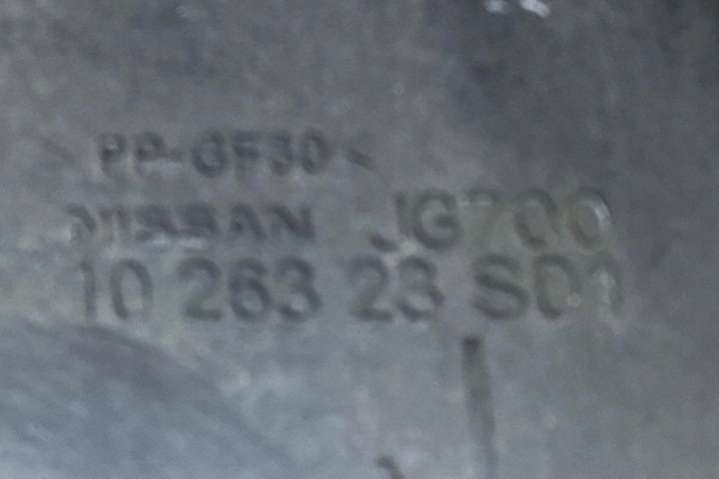 >PP-GF30<
NISSAN JG700
10 263 23 S01